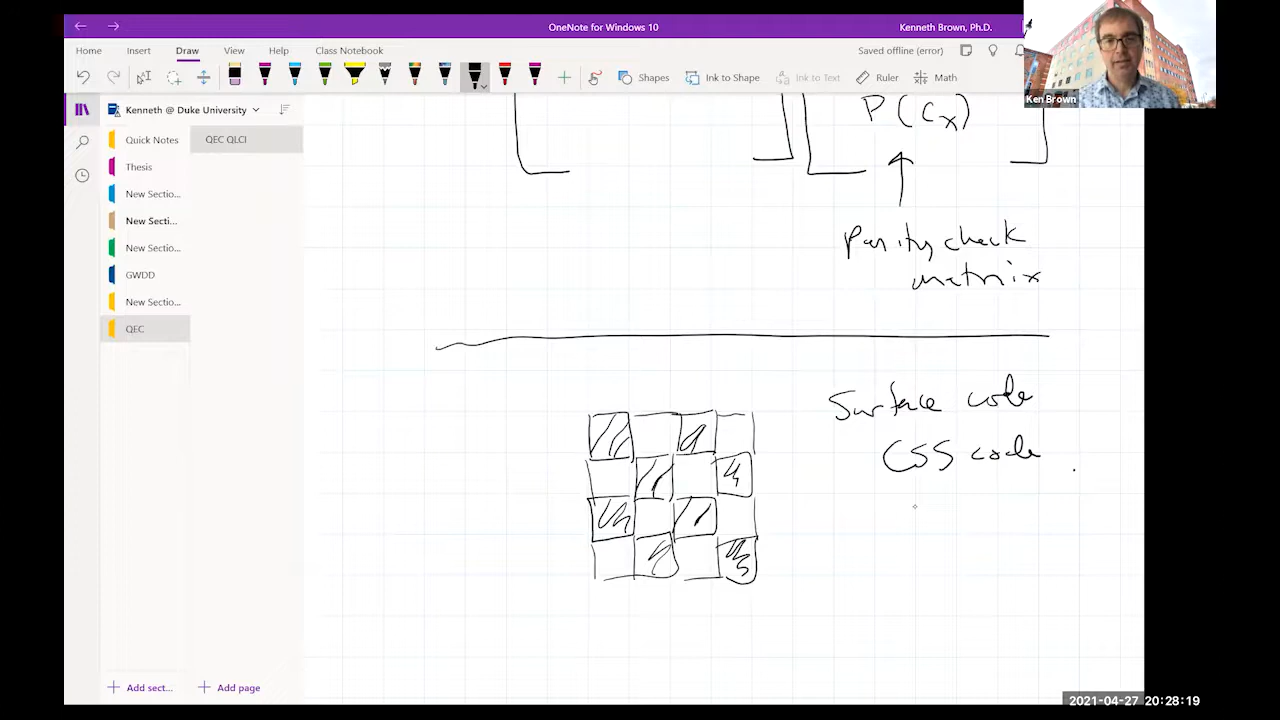 OneNote for Windows 10
Kenneth Brown, Ph.D.
Home Insert Draw View Help Class Notebook
Saved offline (error)
Shapes Ink to Shape Ink to Text Ruler Math
Ken Brown
Kenneth @ Duke University
Quick Notes
Thesis
New Sectio...
New Secti...
New Sectio...
GWDD
New Sectio...
QEC
QEC QLCI
P(Cx)
Parity check
matrix
Surface code
CSS code
Add sect...
Add page
2021-04-27 20:28:19